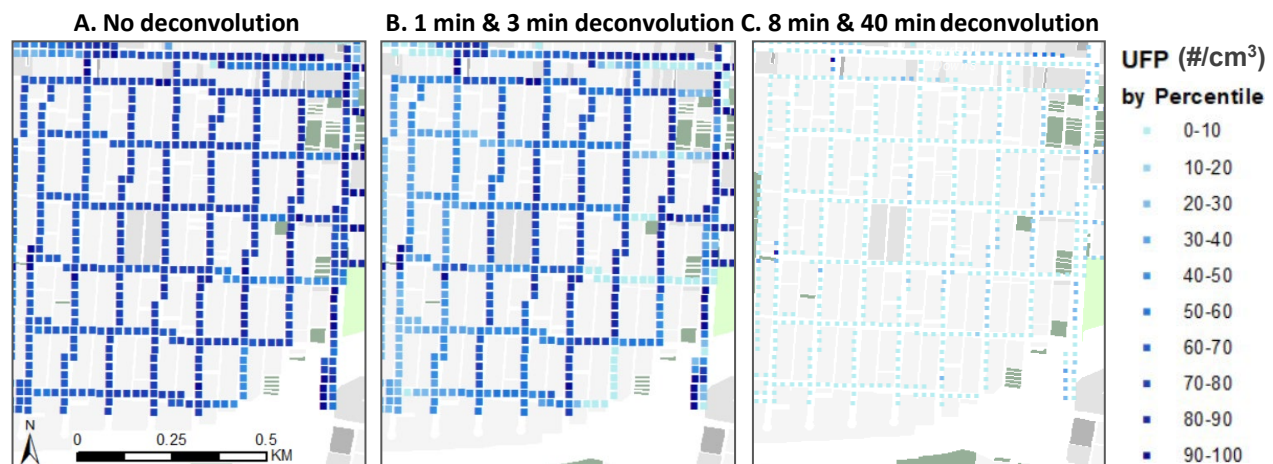 A. No deconvolution
B. 1 min & 3 min deconvolution
C. 8 min & 40 min deconvolution
UFP (#/cm³)
by Percentile
0-10
10-20
20-30
30-40
40-50
50-60
60-70
70-80
80-90
90-100
N
0 0.25 0.5
KM